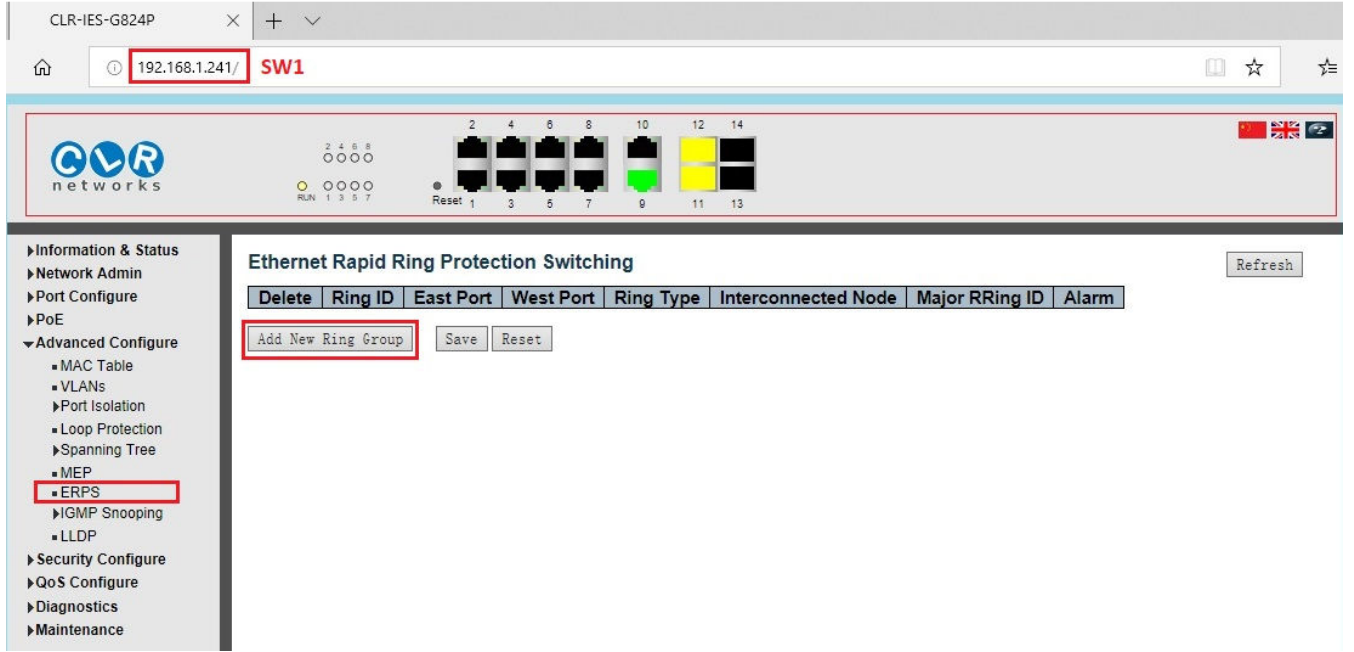 CLR-IES-G824P
192.168.1.241/ SW1
2 4 6 8 10 12 14
2 4 6 8
CLR
networks
RUN 1 3 5 7
Reset 1 3 5 7 9 11 13
Information & Status
Network Admin
Port Configure
PoE
Advanced Configure
MAC Table
VLANs
Port Isolation
Loop Protection
Spanning Tree
MEP
ERPS
IGMP Snooping
LLDP
Security Configure
QoS Configure
Diagnostics
Maintenance
Ethernet Rapid Ring Protection Switching
Refresh
Delete Ring ID East Port West Port Ring Type Interconnected Node Major RRing ID Alarm
Add New Ring Group Save Reset